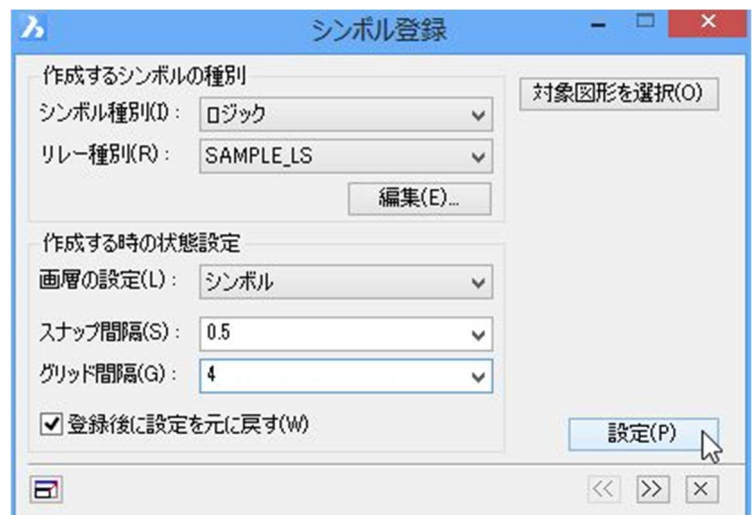 シンボル登録
作成するシンボルの種別
対象図形を選択(O)
シンボル種別(I): ロジック
リレー種別(R): SAMPLE_LS
編集(E)...
作成する時の状態設定
画層の設定(L): シンボル
スナップ間隔(S): 0.5
グリッド間隔(G): 4
登録後に設定を元に戻す(W)
設定(P)
<< >> ×